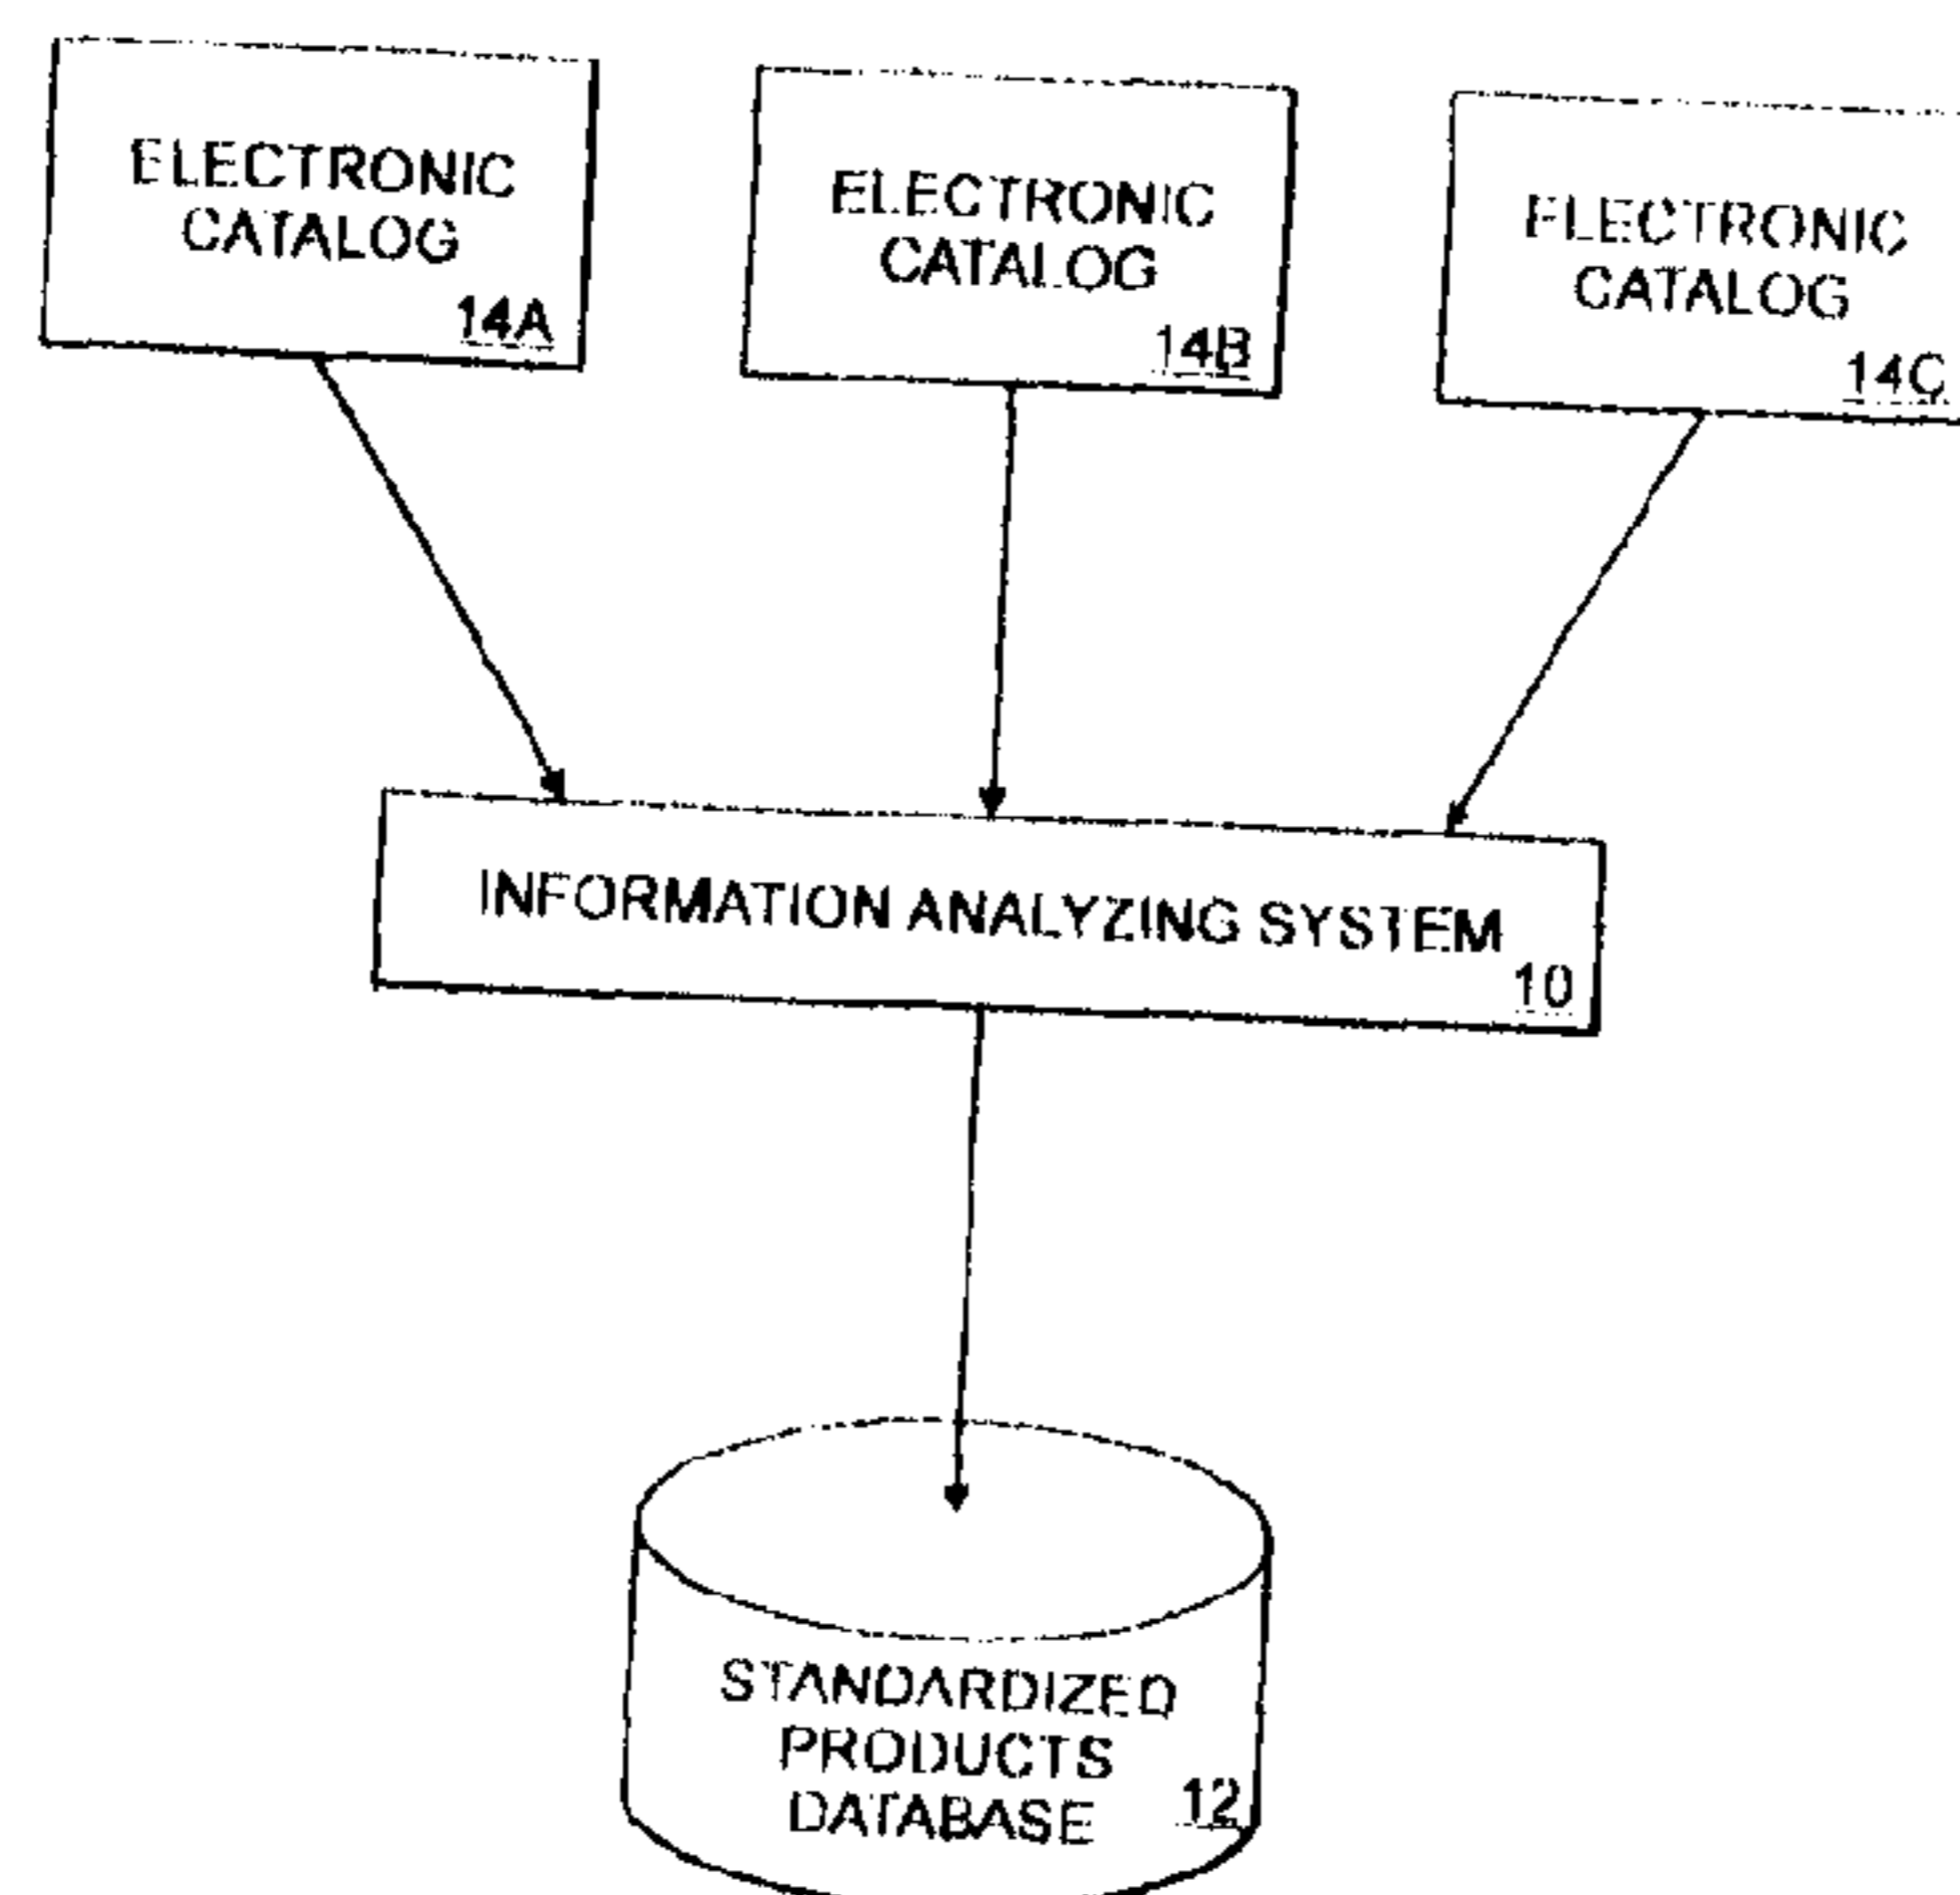 ELECTRONIC
CATALOG
14A
ELECTRONIC
CATALOG
14B
ELECTRONIC
CATALOG
14C
INFORMATION ANALYZING SYSTEM
10
STANDARDIZED
PRODUCTS
DATABASE
12